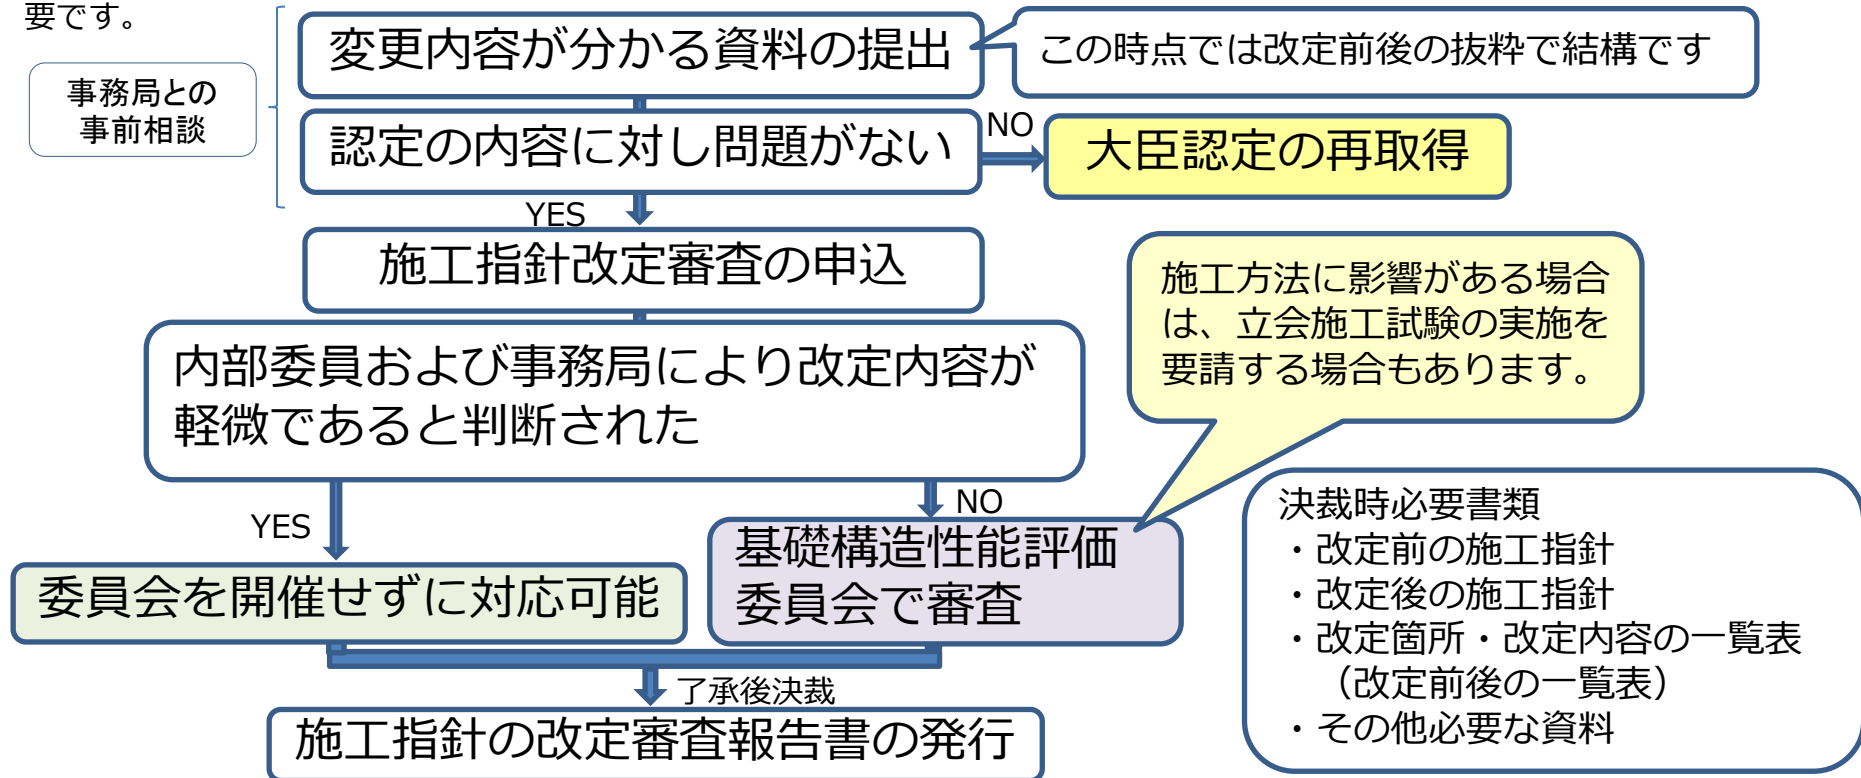 要です。
変更内容が分かる資料の提出
この時点では改定前後の抜粋で結構です
事務局との
事前相談
認定の内容に対し問題がない
NO
大臣認定の再取得
YES
施工指針改定審査の申込
施工方法に影響がある場合
は、立会施工試験の実施を
要請する場合もあります。
内部委員および事務局により改定内容が
軽微であると判断された
YES
NO
委員会を開催せずに対応可能
基礎構造性能評価
委員会で審査
決裁時必要書類
・改定前の施工指針
・改定後の施工指針
・改定箇所・改定内容の一覧表
（改定前後の一覧表）
・その他必要な資料
了承後決裁
施工指針の改定審査報告書の発行